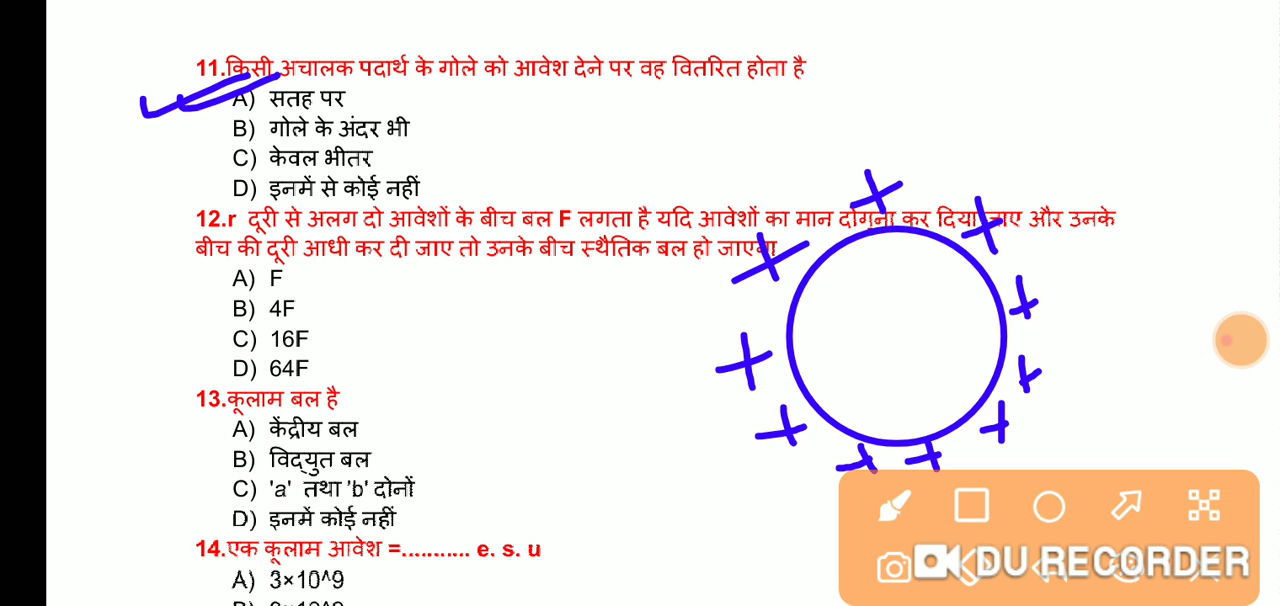 11.किसी अचालक पदार्थ के गोले को आवेश देने पर वह वितरित होता है
A) सतह पर
B) गोले के अंदर भी
C) केवल भीतर
D) इनमें से कोई नहीं
12.r दूरी से अलग दो आवेशों के बीच बल F लगता है यदि आवेशों का मान दोगुना कर दिया जाए और उनके
बीच की दूरी आधी कर दी जाए तो उनके बीच स्थैतिक बल हो जाएगा
A) F
B) 4F
C) 16F
D) 64F
13.कूलाम बल है
A) केंद्रीय बल
B) विद्युत बल
C) 'a' तथा 'b' दोनों
D) इनमें कोई नहीं
14.एक कूलाम आवेश =........... e. s. u
A) 3×10^9
DU RECORDER